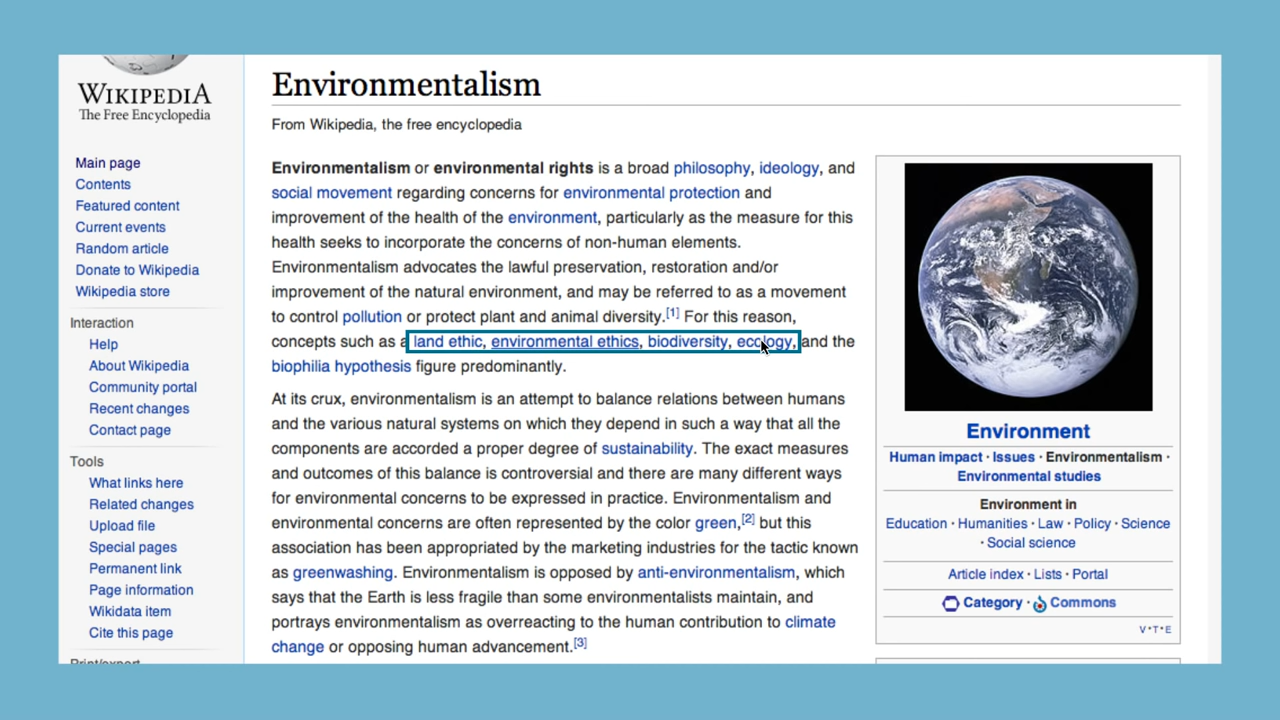 WIKIPEDIA
The Free Encyclopedia
Main page
Contents
Featured content
Current events
Random article
Donate to Wikipedia
Wikipedia store
Interaction
Help
About Wikipedia
Community portal
Recent changes
Contact page
Tools
What links here
Related changes
Upload file
Special pages
Permanent link
Page information
Wikidata item
Cite this page
Print/export
Environmentalism
From Wikipedia, the free encyclopedia
Environmentalism or environmental rights is a broad philosophy, ideology, and
social movement regarding concerns for environmental protection and
improvement of the health of the environment, particularly as the measure for this
health seeks to incorporate the concerns of non-human elements.
Environmentalism advocates the lawful preservation, restoration and/or
improvement of the natural environment, and may be referred to as a movement
to control pollution or protect plant and animal diversity.[1] For this reason,
concepts such as a land ethic, environmental ethics, biodiversity, ecology, and the
biophilia hypothesis figure predominantly.
At its crux, environmentalism is an attempt to balance relations between humans
and the various natural systems on which they depend in such a way that all the
components are accorded a proper degree of sustainability. The exact measures
and outcomes of this balance is controversial and there are many different ways
for environmental concerns to be expressed in practice. Environmentalism and
environmental concerns are often represented by the color green,[2] but this
association has been appropriated by the marketing industries for the tactic known
as greenwashing. Environmentalism is opposed by anti-environmentalism, which
says that the Earth is less fragile than some environmentalists maintain, and
portrays environmentalism as overreacting to the human contribution to climate
change or opposing human advancement.[3]
Environment
Human impact · Issues · Environmentalism ·
Environmental studies
Environment in
Education · Humanities · Law · Policy · Science
· Social science
Article index · Lists · Portal
Category · Commons
V·T·E